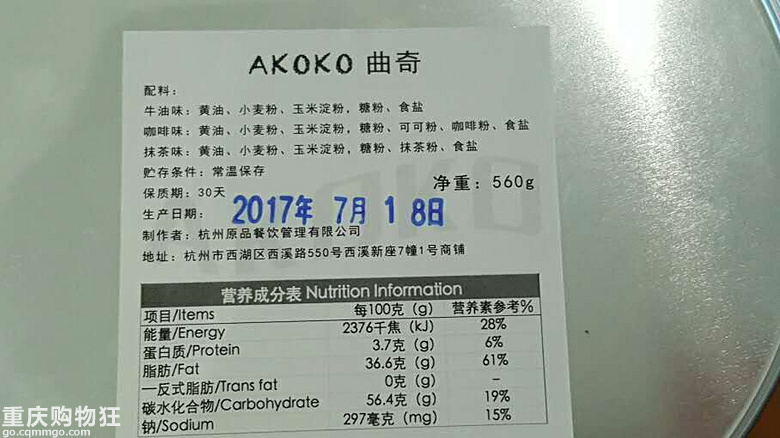 AKOKO 曲奇
配料：
牛油味：黄油、小麦粉、玉米淀粉，糖粉、食盐
咖啡味：黄油、小麦粉、玉米淀粉，糖粉、可可粉、咖啡粉、食盐
抹茶味：黄油、小麦粉、玉米淀粉，糖粉、抹茶粉、食盐
贮存条件：常温保存
保质期：30天 净重：560g
生产日期： 2017年 7月 18日
制作者：杭州原品餐饮管理有限公司
地址：杭州市西湖区西溪路550号西溪新座7幢1号商铺
营养成分表 Nutrition Information
项目/Items 每100克（g） 营养素参考%
能量/Energy 2376千焦（kJ） 28%
蛋白质/Protein 3.7克（g） 6%
脂肪/Fat 36.6克（g） 61%
一反式脂肪/Trans fat 0克（g） –
碳水化合物/Carbohydrate 56.4克（g） 19%
钠/Sodium 297毫克（mg） 15%
重庆购物狂
go.cqmmgo.com